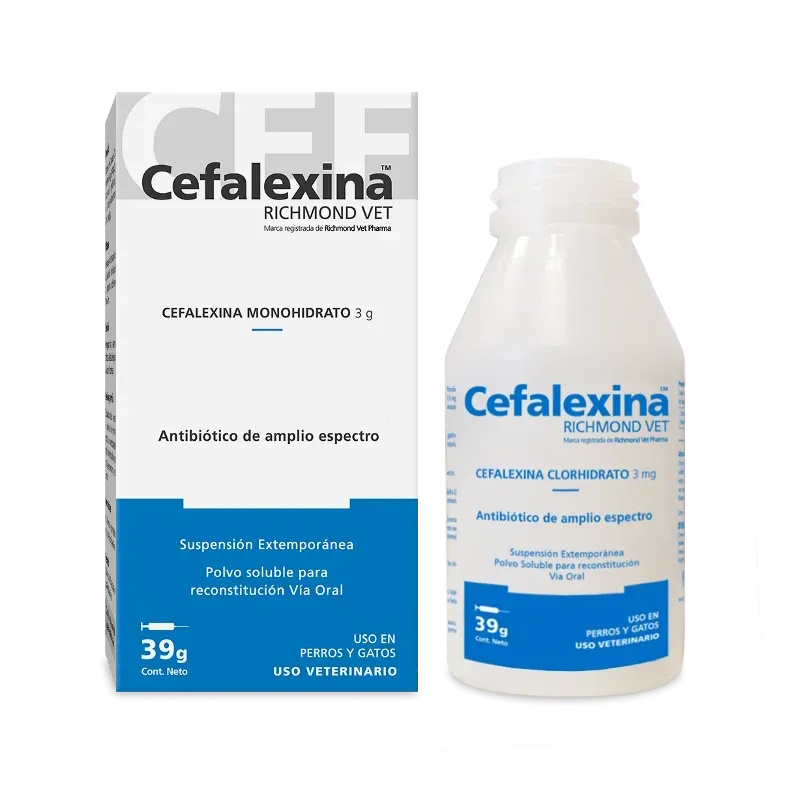 CEF
Cefalexina™
RICHMOND VET
Marca registrada de Richmond Vet Pharma
CEFALEXINA MONOHIDRATO 3 g
Antibiótico de amplio espectro
Suspensión Extemporánea
Polvo soluble para
reconstitución Vía Oral
39g
Cont. Neto
USO EN
PERROS Y GATOS
USO VETERINARIO
Cefalexina™
RICHMOND VET
Marca registrada de Richmond Vet Pharma
CEFALEXINA CLORHIDRATO 3 mg
Antibiótico de amplio espectro
Suspensión Extemporánea
Polvo Soluble para reconstitución
Vía Oral
39g
Cont. Neto
USO EN
PERROS Y GATOS
USO VETERINARIO